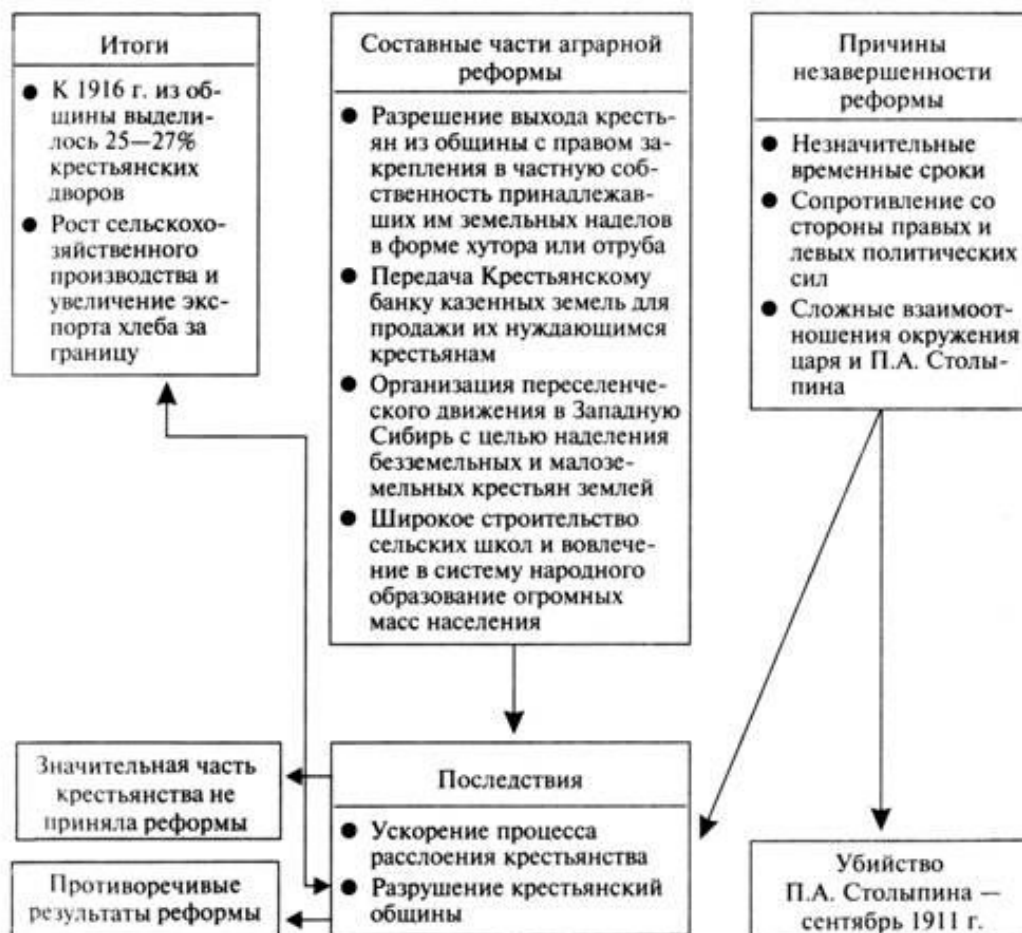 Итоги
● К 1916 г. из об-
щины выдели-
лось 25—27%
крестьянских
дворов
● Рост сельскохо-
зяйственного
производства и
увеличение экс-
порта хлеба за
границу
Составные части аграрной
реформы
● Разрешение выхода кресть-
ян из общины с правом за-
крепления в частную соб-
ственность принадлежав-
ших им земельных наделов
в форме хутора или отруба
● Передача Крестьянскому
банку казенных земель для
продажи их нуждающимся
крестьянам
● Организация переселенче-
ского движения в Западную
Сибирь с целью наделения
безземельных и малозе-
мельных крестьян землей
● Широкое строительство
сельских школ и вовлече-
ние в систему народного
образование огромных
масс населения
Причины
незавершенности
реформы
● Незначительные
временные сроки
● Сопротивление со
стороны правых и
левых политических
сил
● Сложные взаимоот-
ношения окружения
царя и П.А. Столы-
пина
Значительная часть
крестьянства не
приняла реформы
Противоречивые
результаты реформы
Последствия
● Ускорение процесса
расслоения крестьянства
● Разрушение крестьянский
общины
Убийство
П.А. Столыпина —
сентябрь 1911 г.